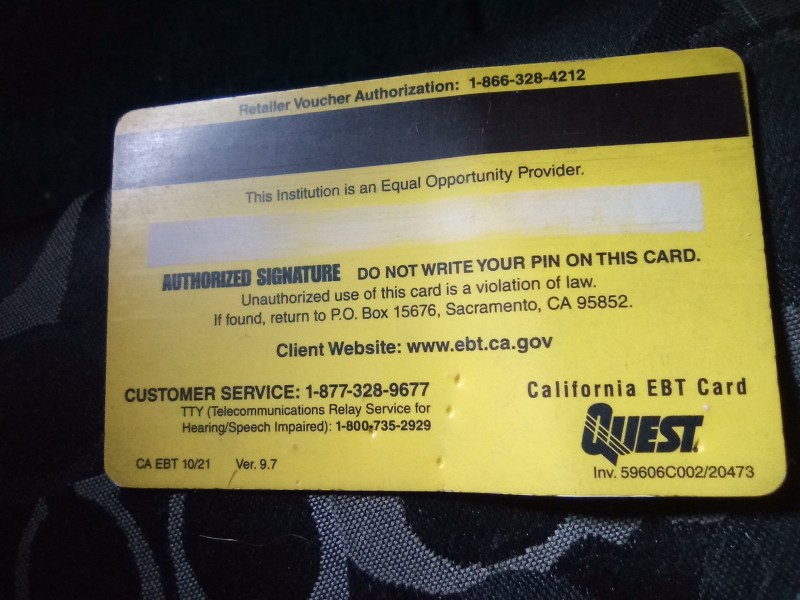 Retailer Voucher Authorization: 1-866-328-4212
This Institution is an Equal Opportunity Provider.
AUTHORIZED SIGNATURE DO NOT WRITE YOUR PIN ON THIS CARD.
Unauthorized use of this card is a violation of law.
If found, return to P.O. Box 15676, Sacramento, CA 95852.
Client Website: www.ebt.ca.gov
CUSTOMER SERVICE: 1-877-328-9677
TTY (Telecommunications Relay Service for
Hearing/Speech Impaired): 1-800-735-2929
CA EBT 10/21 Ver. 9.7
California EBT Card
QUEST
Inv. 59606C002/20473